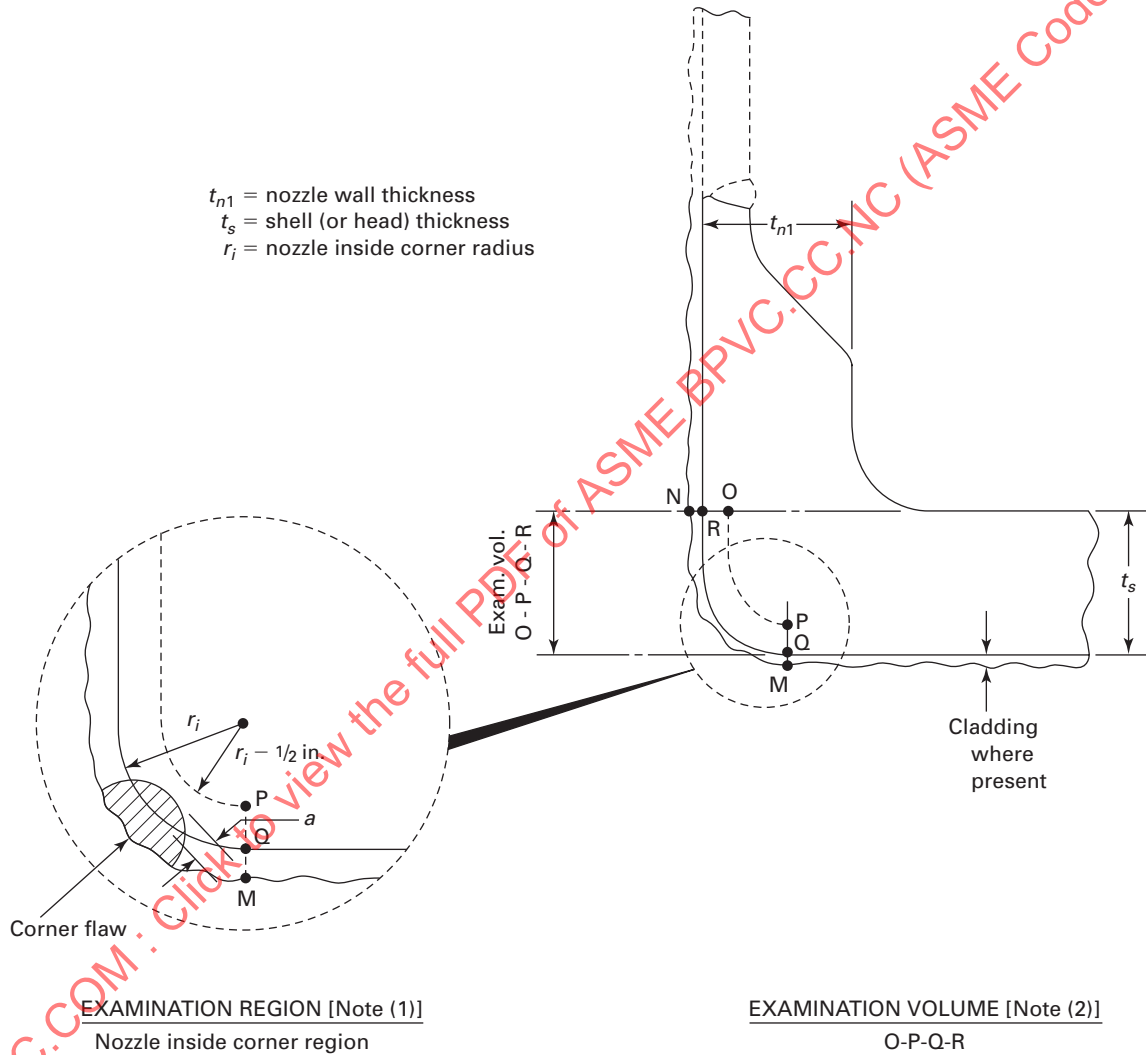 t_n1 = nozzle wall thickness
t_s = shell (or head) thickness
r_i = nozzle inside corner radius
t_n1
N
O
R
Exam. vol.
O - P - Q - R
P
Q
M
t_s
Cladding
where
present
r_i
r_i − 1/2 in.
P
a
Q
M
Corner flaw
EXAMINATION REGION [Note (1)]
Nozzle inside corner region
EXAMINATION VOLUME [Note (2)]
O-P-Q-R
C.COM : Click to view the full PDF of ASME BPVC.CC.NC (ASME Code